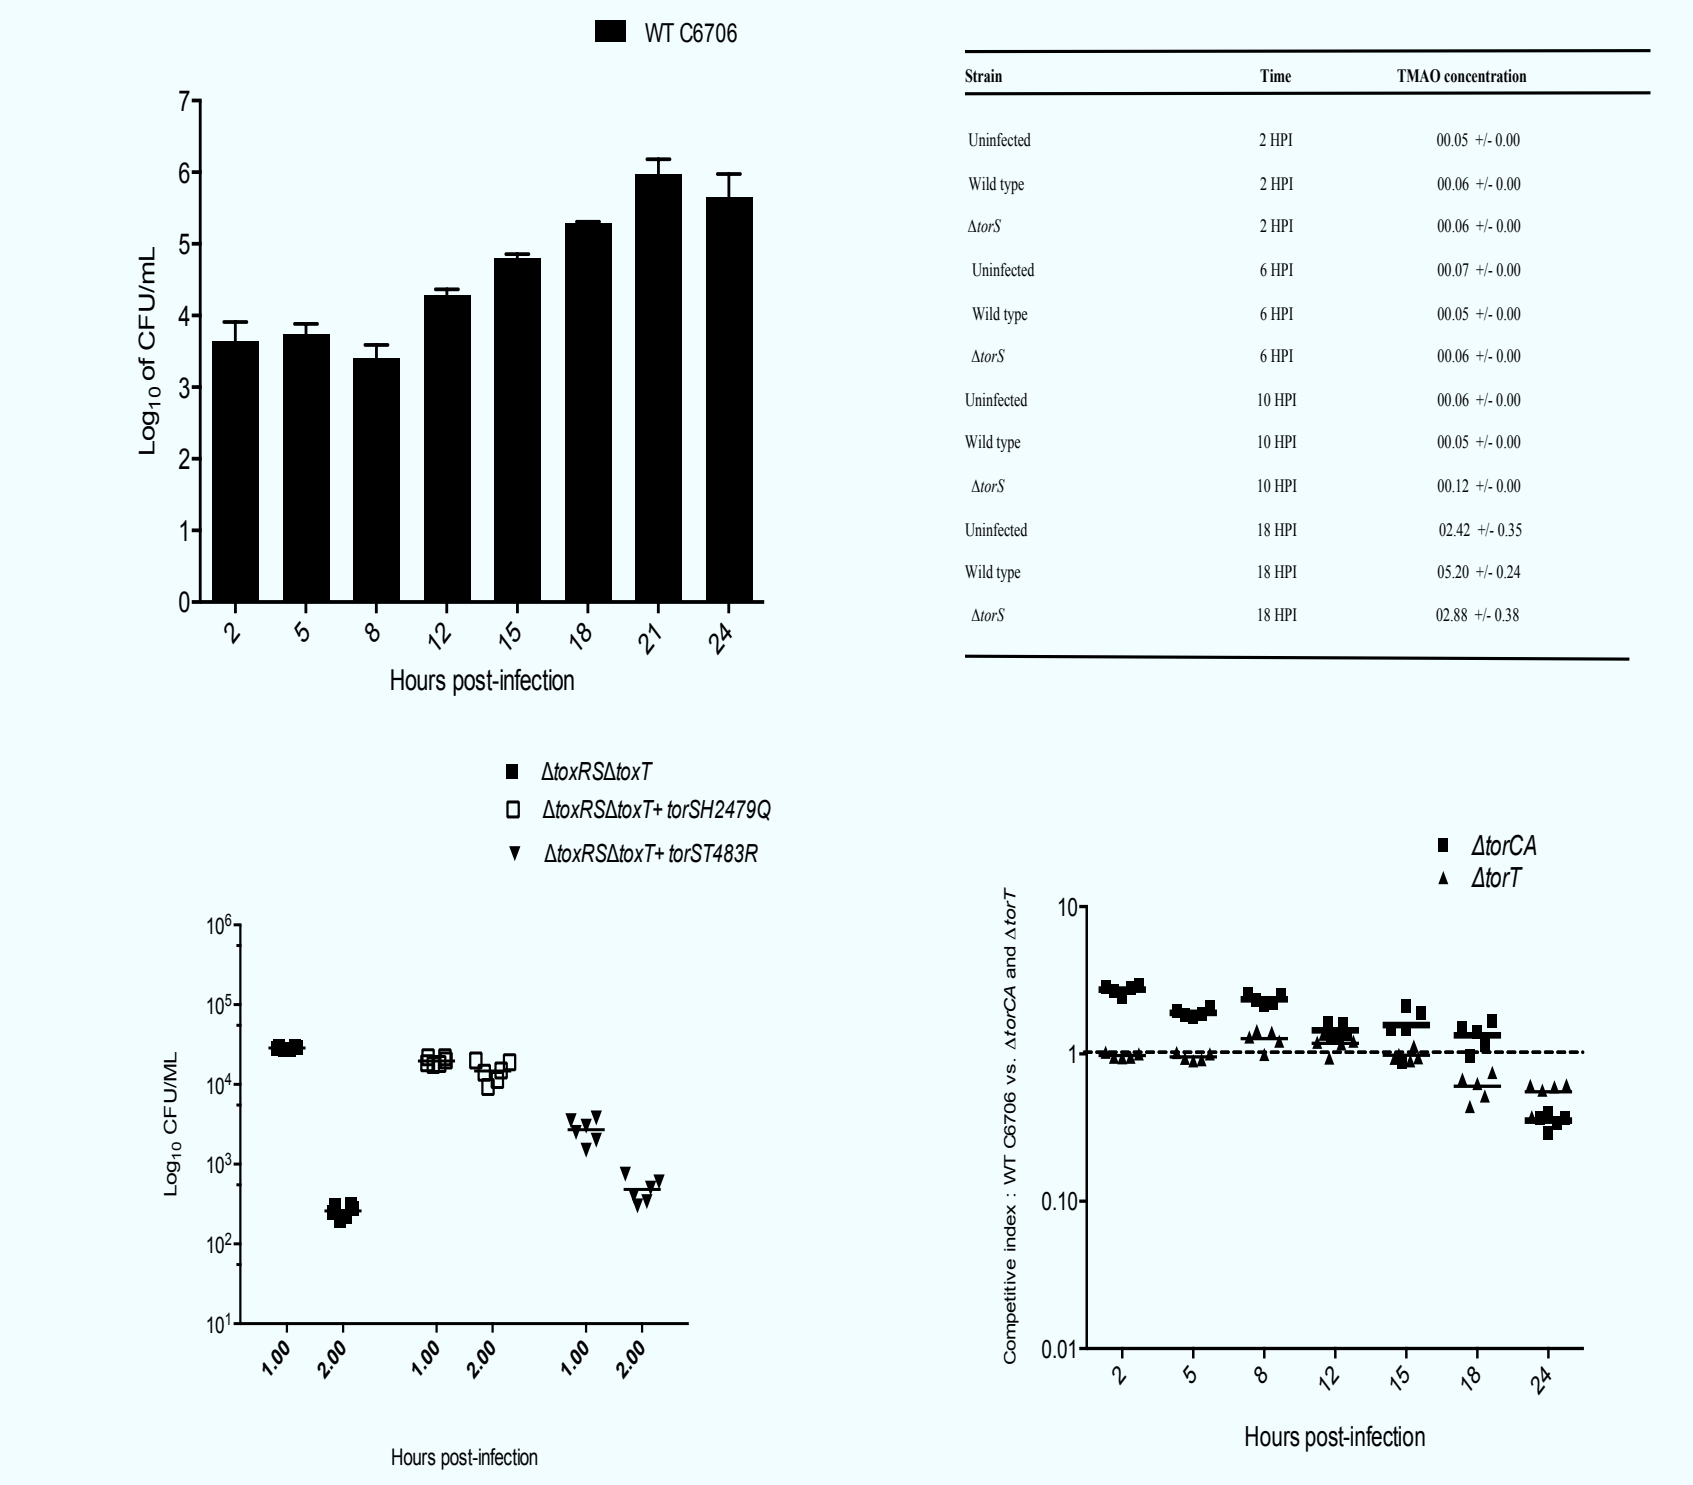 WT C6706
7
6
5
4
3
2
1
0
Log10 of CFU/mL
2 5 8 12 15 18 21 24
Hours post-infection
Strain Time TMAO concentration
Uninfected 2 HPI 00.05 +/- 0.00
Wild type 2 HPI 00.06 +/- 0.00
ΔtorS 2 HPI 00.06 +/- 0.00
Uninfected 6 HPI 00.07 +/- 0.00
Wild type 6 HPI 00.05 +/- 0.00
ΔtorS 6 HPI 00.06 +/- 0.00
Uninfected 10 HPI 00.06 +/- 0.00
Wild type 10 HPI 00.05 +/- 0.00
ΔtorS 10 HPI 00.12 +/- 0.00
Uninfected 18 HPI 02.42 +/- 0.35
Wild type 18 HPI 05.20 +/- 0.24
ΔtorS 18 HPI 02.88 +/- 0.38
ΔtoxRSΔtoxT
ΔtoxRSΔtoxT+ torSH2479Q
ΔtoxRSΔtoxT+ torST483R
10^6
10^5
10^4
10^3
10^2
10^1
Log10 CFU/ML
1.00 2.00 1.00 2.00 1.00 2.00
Hours post-infection
ΔtorCA
ΔtorT
10
1
0.10
0.01
Competitive index : WT C6706 vs. ΔtorCA and ΔtorT
2 5 8 12 15 18 24
Hours post-infection